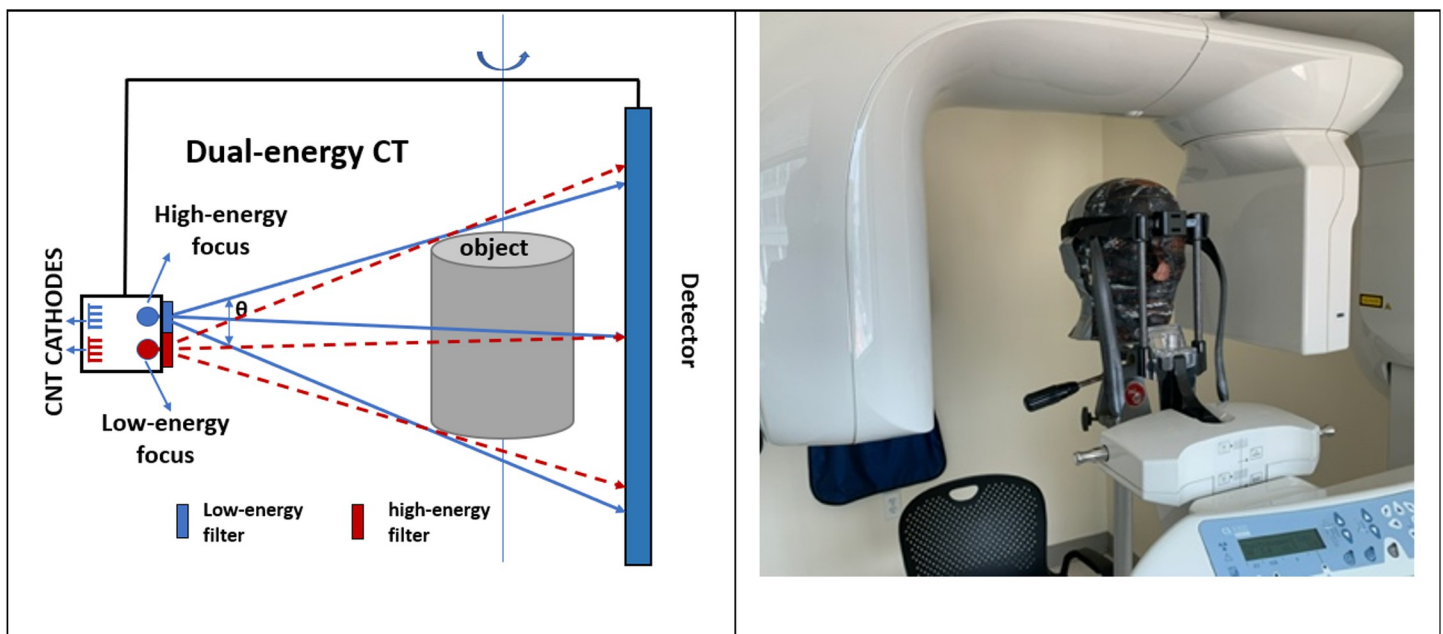 Dual-energy CT
High-energy
focus
object
CNT CATHODES
θ
Detector
Low-energy
focus
Low-energy
filter
high-energy
filter